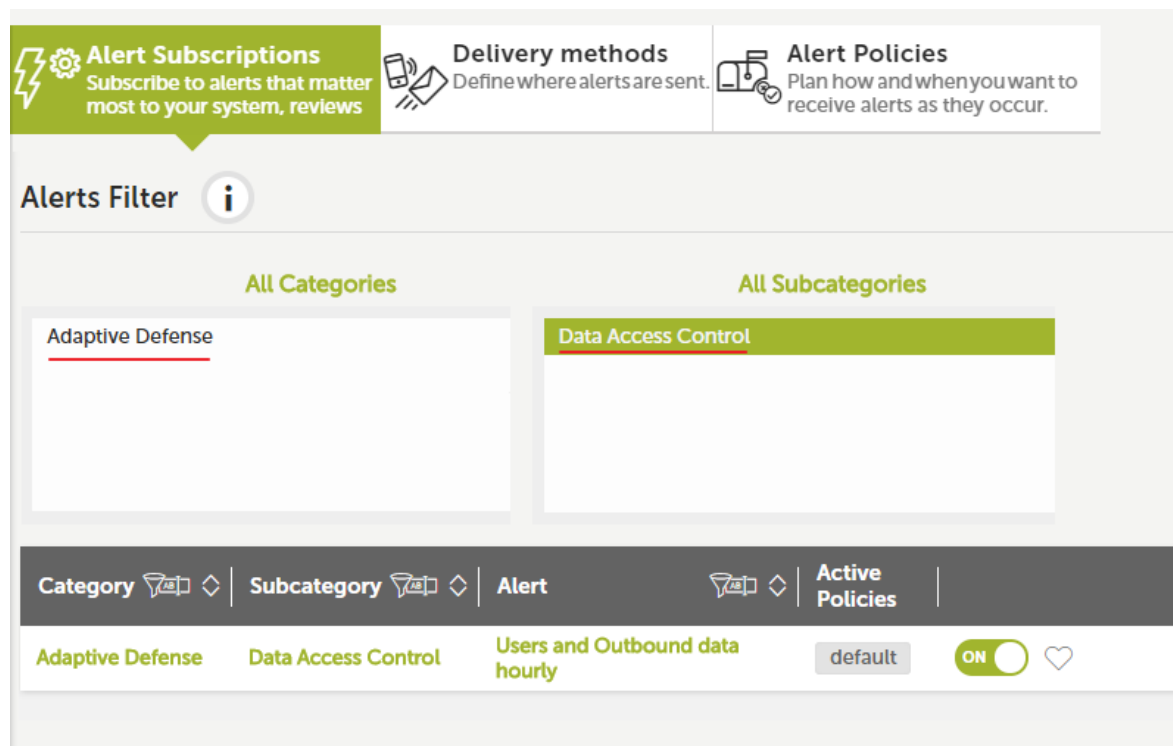 Alert Subscriptions
Subscribe to alerts that matter
most to your system, reviews
Delivery methods
Define where alerts are sent.
Alert Policies
Plan how and when you want to
receive alerts as they occur.
Alerts Filter i
All Categories
All Subcategories
Adaptive Defense
Data Access Control
Category AB Subcategory AB Alert AB Active
Policies
Adaptive Defense Data Access Control Users and Outbound data
hourly
default ON